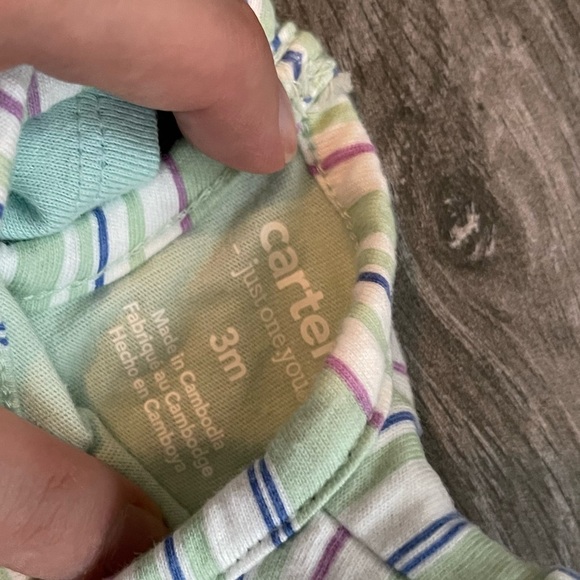 carter
- just one you
3m
Made in Cambodia
Fabriqué au Cambodge
Hecho en Camboya